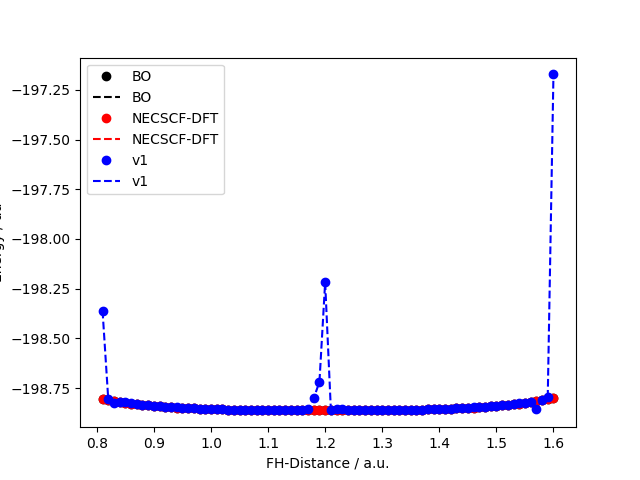 BO
BO
NECSCF-DFT
NECSCF-DFT
v1
v1
−197.25
−197.50
−197.75
−198.00
−198.25
−198.50
−198.75
0.8 0.9 1.0 1.1 1.2 1.3 1.4 1.5 1.6
FH-Distance / a.u.